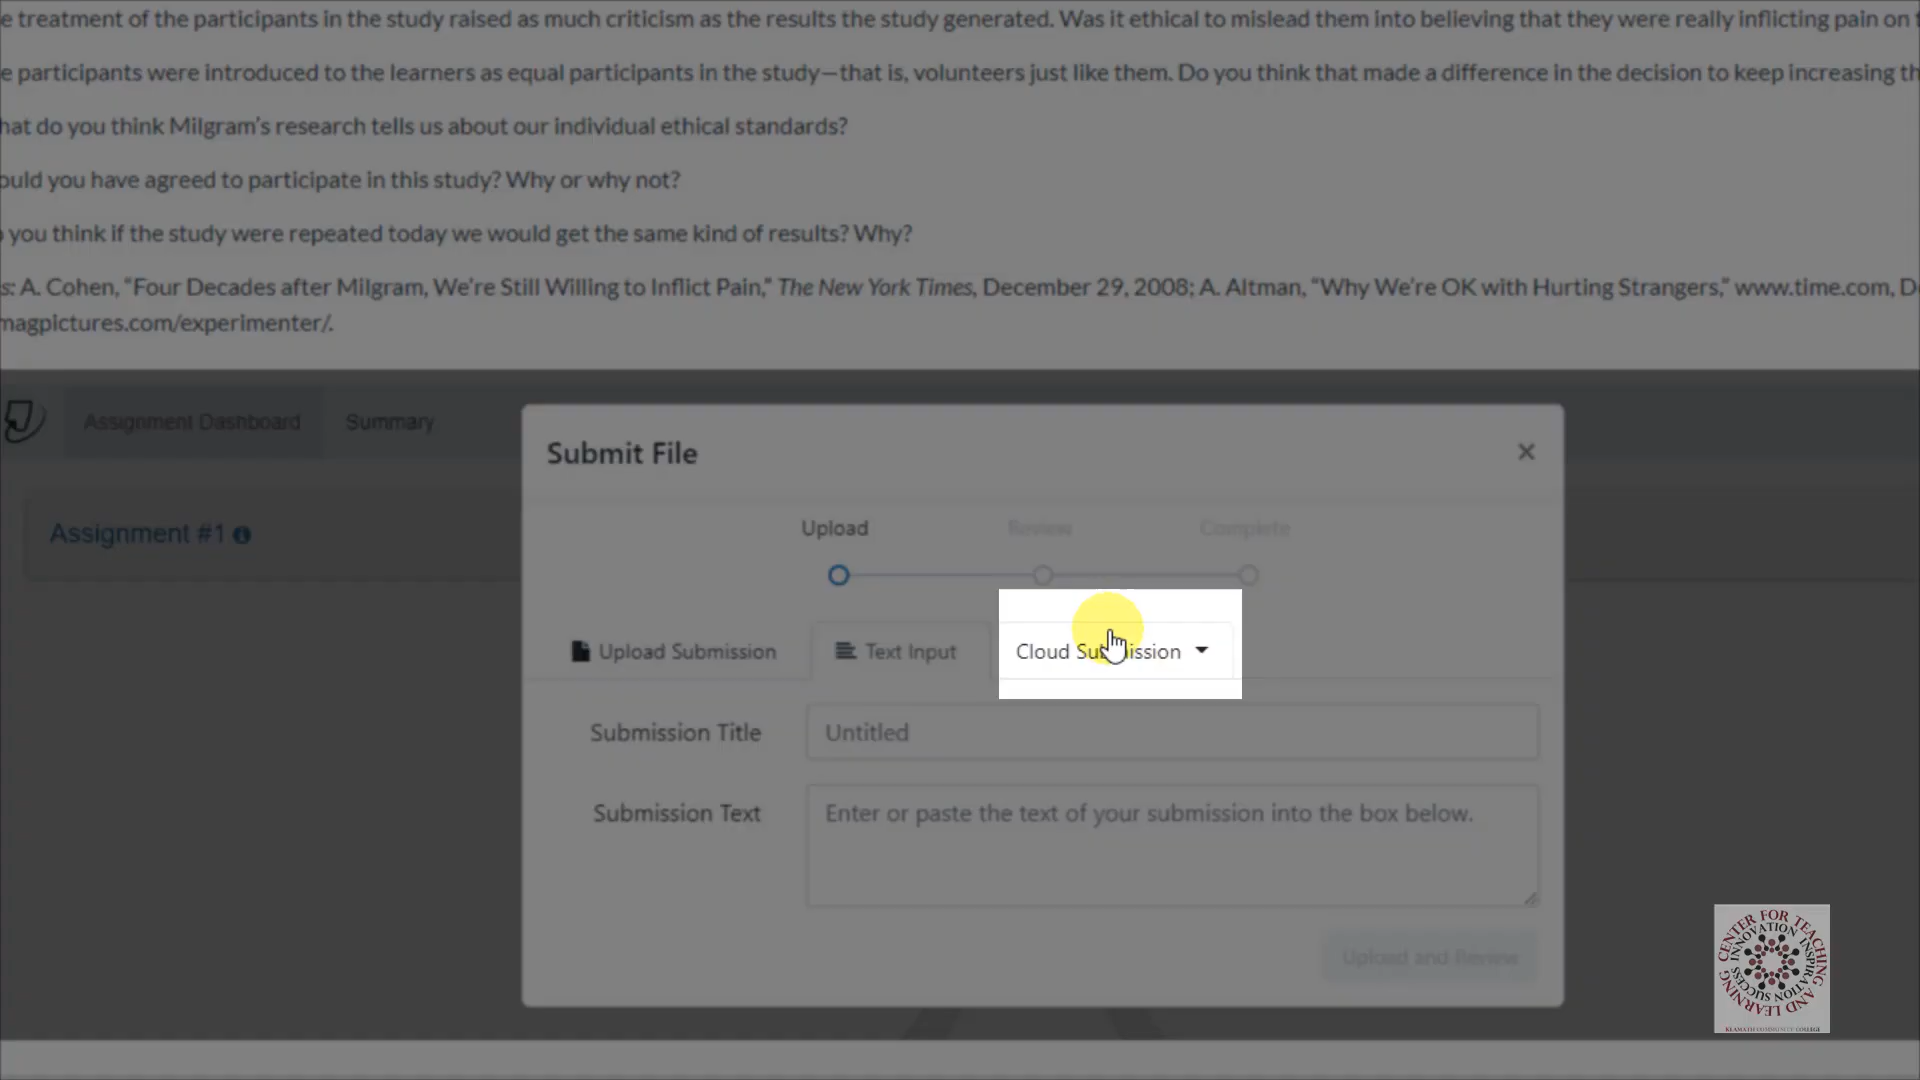 e treatment of the participants in the study raised as much criticism as the results the study generated. Was it ethical to mislead them into believing that they were really inflicting pain on
e participants were introduced to the learners as equal participants in the study—that is, volunteers just like them. Do you think that made a difference in the decision to keep increasing th
hat do you think Milgram's research tells us about our individual ethical standards?
ould you have agreed to participate in this study? Why or why not?
o you think if the study were repeated today we would get the same kind of results? Why?
s: A. Cohen, “Four Decades after Milgram, We're Still Willing to Inflict Pain,” The New York Times, December 29, 2008; A. Altman, “Why We're OK with Hurting Strangers,” www.time.com, D
magpictures.com/experimenter/.
Assignment Dashboard Summary
Submit File
Assignment #1
Upload Review Complete
Upload Submission Text Input Cloud Submission
Submission Title Untitled
Submission Text Enter or paste the text of your submission into the box below.
Upload and Review
CENTER FOR TEACHING AND LEARNING
INNOVATION INSPIRATION SUCCESS
KLAMATH COMMUNITY COLLEGE